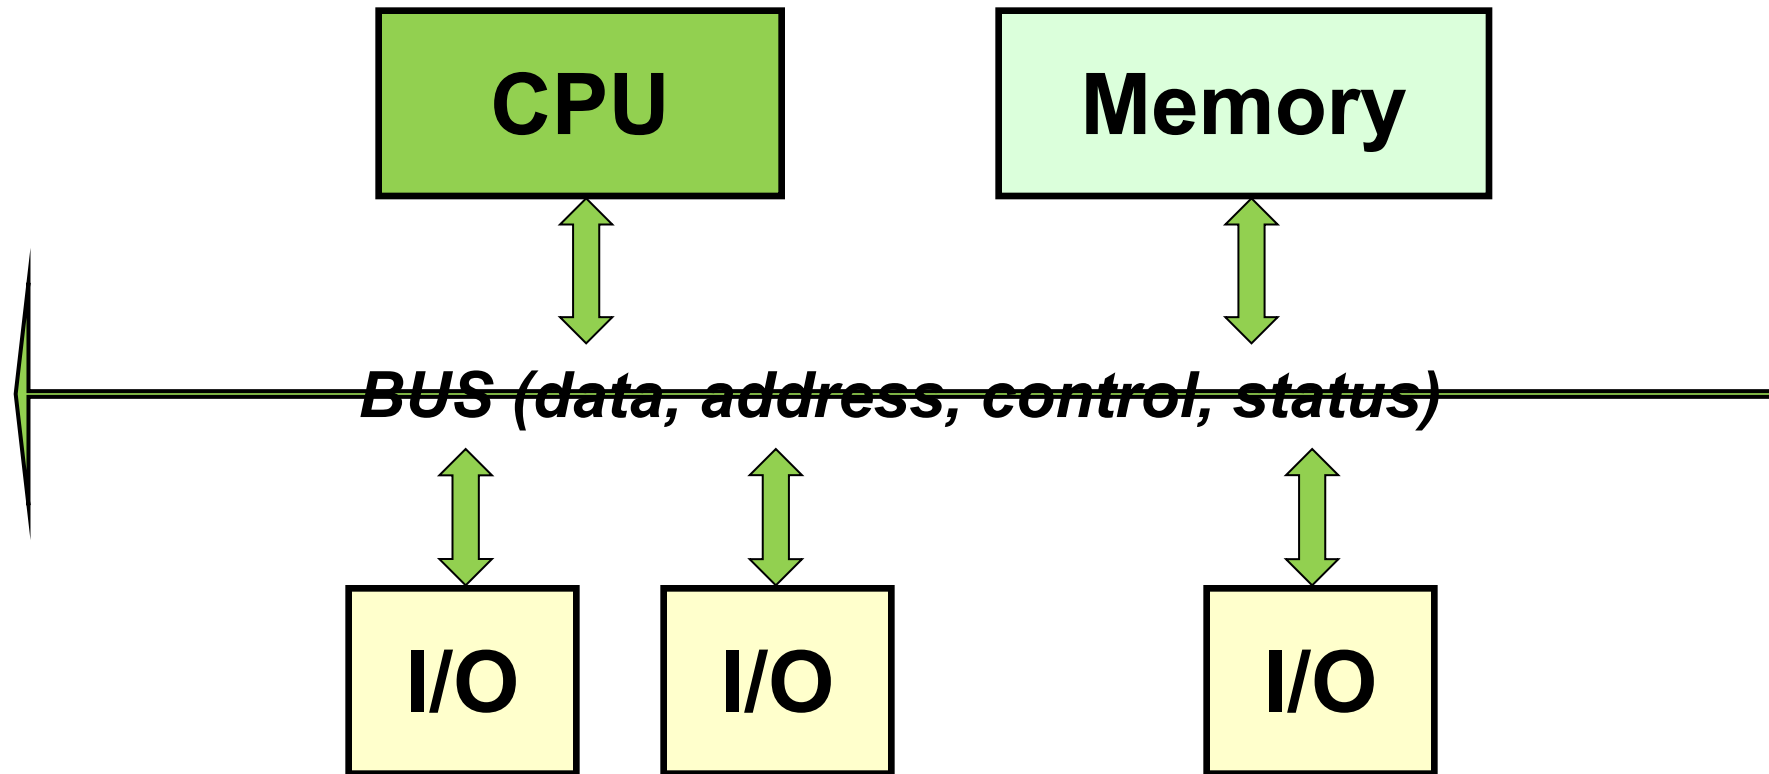 CPU
Memory
BUS (data, address, control, status)
I/O
I/O
I/O